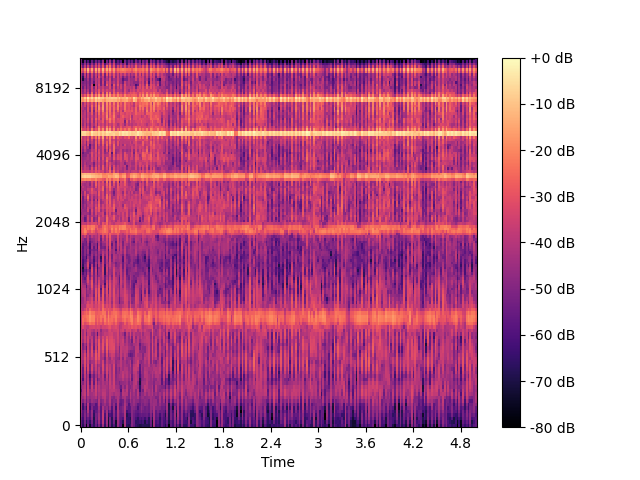 8192
4096
2048
1024
512
0
Hz
0 0.6 1.2 1.8 2.4 3 3.6 4.2 4.8
Time
+0 dB
-10 dB
-20 dB
-30 dB
-40 dB
-50 dB
-60 dB
-70 dB
-80 dB